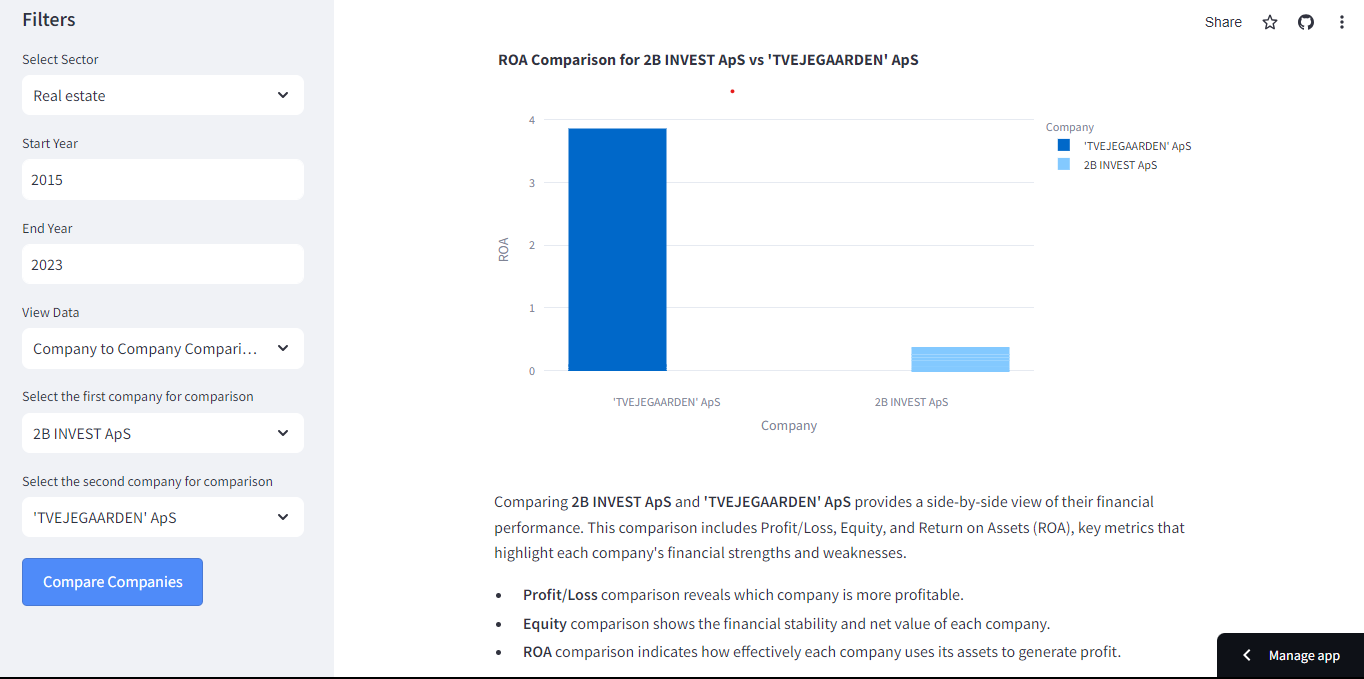 Filters
Select Sector
Real estate
Start Year
2015
End Year
2023
View Data
Company to Company Compari...
Select the first company for comparison
2B INVEST ApS
Select the second company for comparison
'TVEJEGAARDEN' ApS
Compare Companies
Share
ROA Comparison for 2B INVEST ApS vs 'TVEJEGAARDEN' ApS
4
3
2
1
0
ROA
'TVEJEGAARDEN' ApS
2B INVEST ApS
Company
Company
'TVEJEGAARDEN' ApS
2B INVEST ApS
Comparing 2B INVEST ApS and 'TVEJEGAARDEN' ApS provides a side-by-side view of their financial
performance. This comparison includes Profit/Loss, Equity, and Return on Assets (ROA), key metrics that
highlight each company's financial strengths and weaknesses.
• Profit/Loss comparison reveals which company is more profitable.
• Equity comparison shows the financial stability and net value of each company.
• ROA comparison indicates how effectively each company uses its assets to generate profit.
Manage app